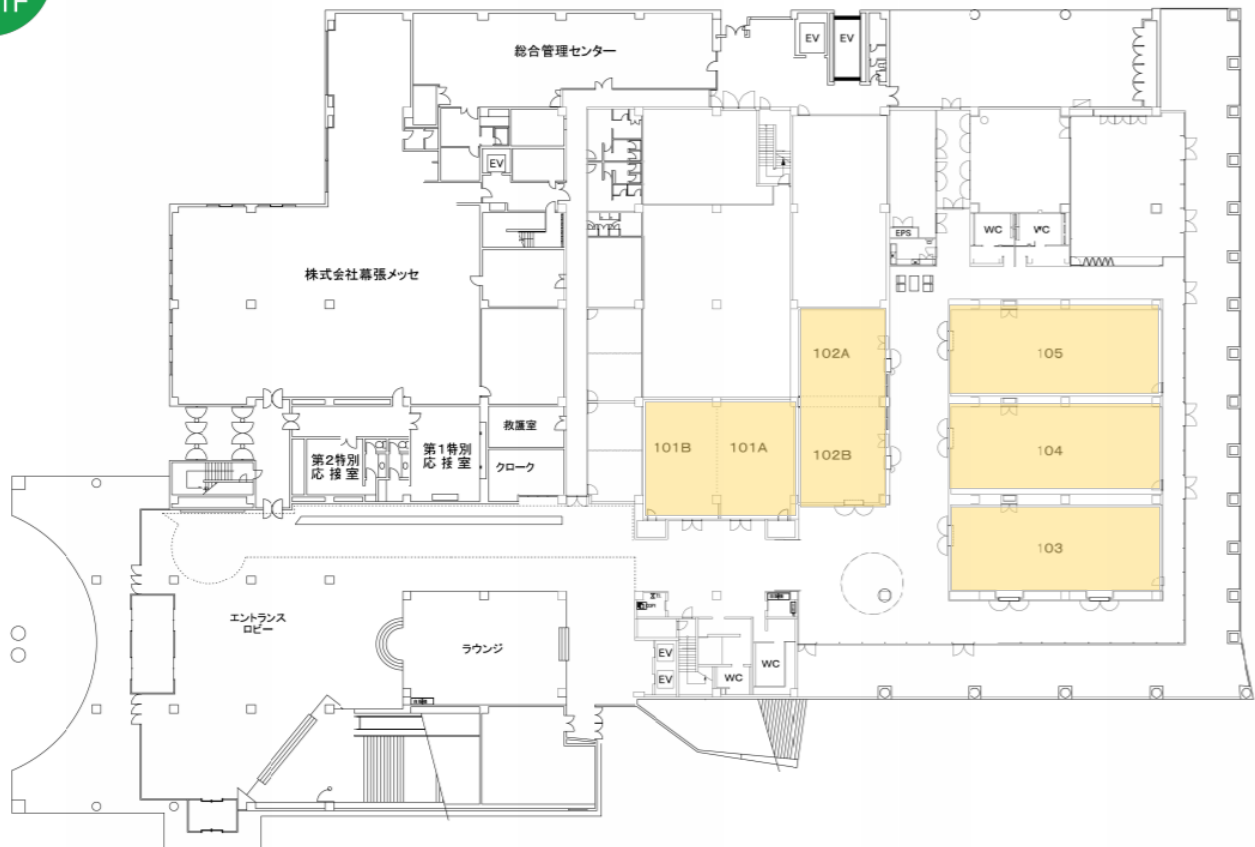 1F
総合管理センター
EV
EV
EV
EPS
WC
WC
株式会社幕張メッセ
102A
105
救護室
101B
101A
102B
104
第2特別
応接室
第1特別
応接室
クローク
103
エントランス
ロビー
ラウンジ
EV
EV
WC
WC